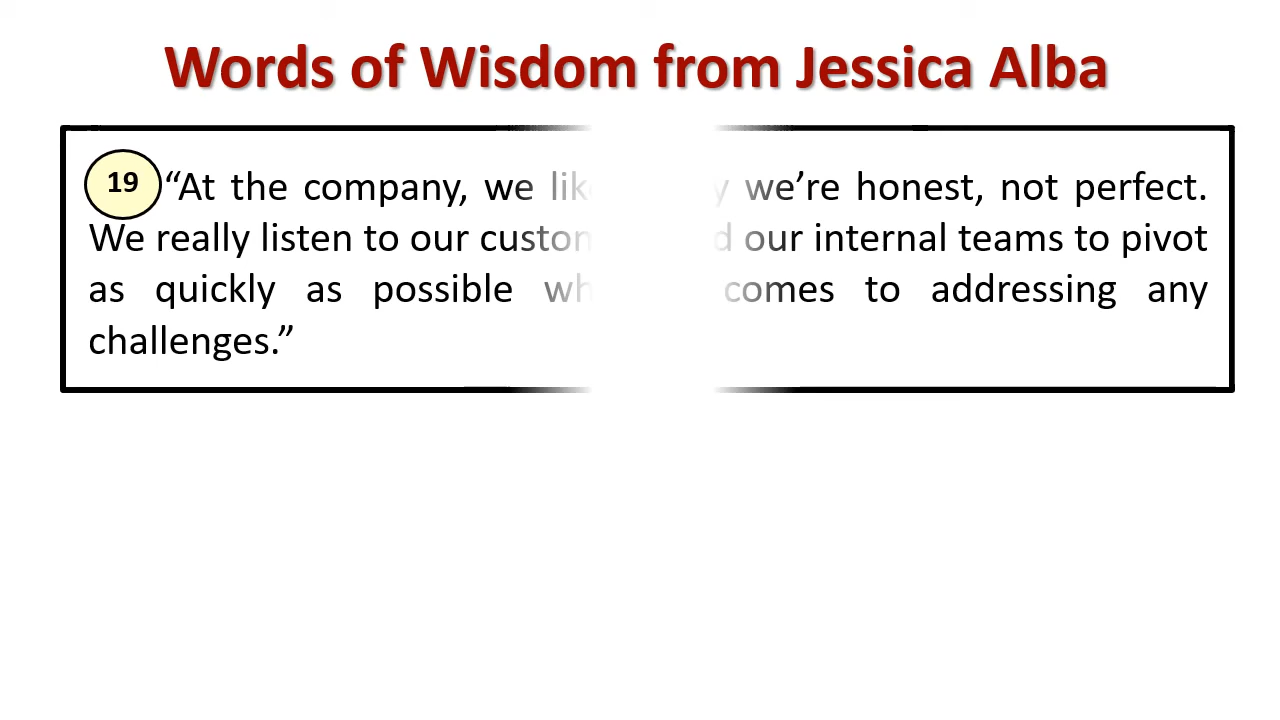 Words of Wisdom from Jessica Alba
19 “At the company, we we’re honest, not perfect.
We really listen to our our internal teams to pivot
as quickly as possible comes to addressing any
challenges.”